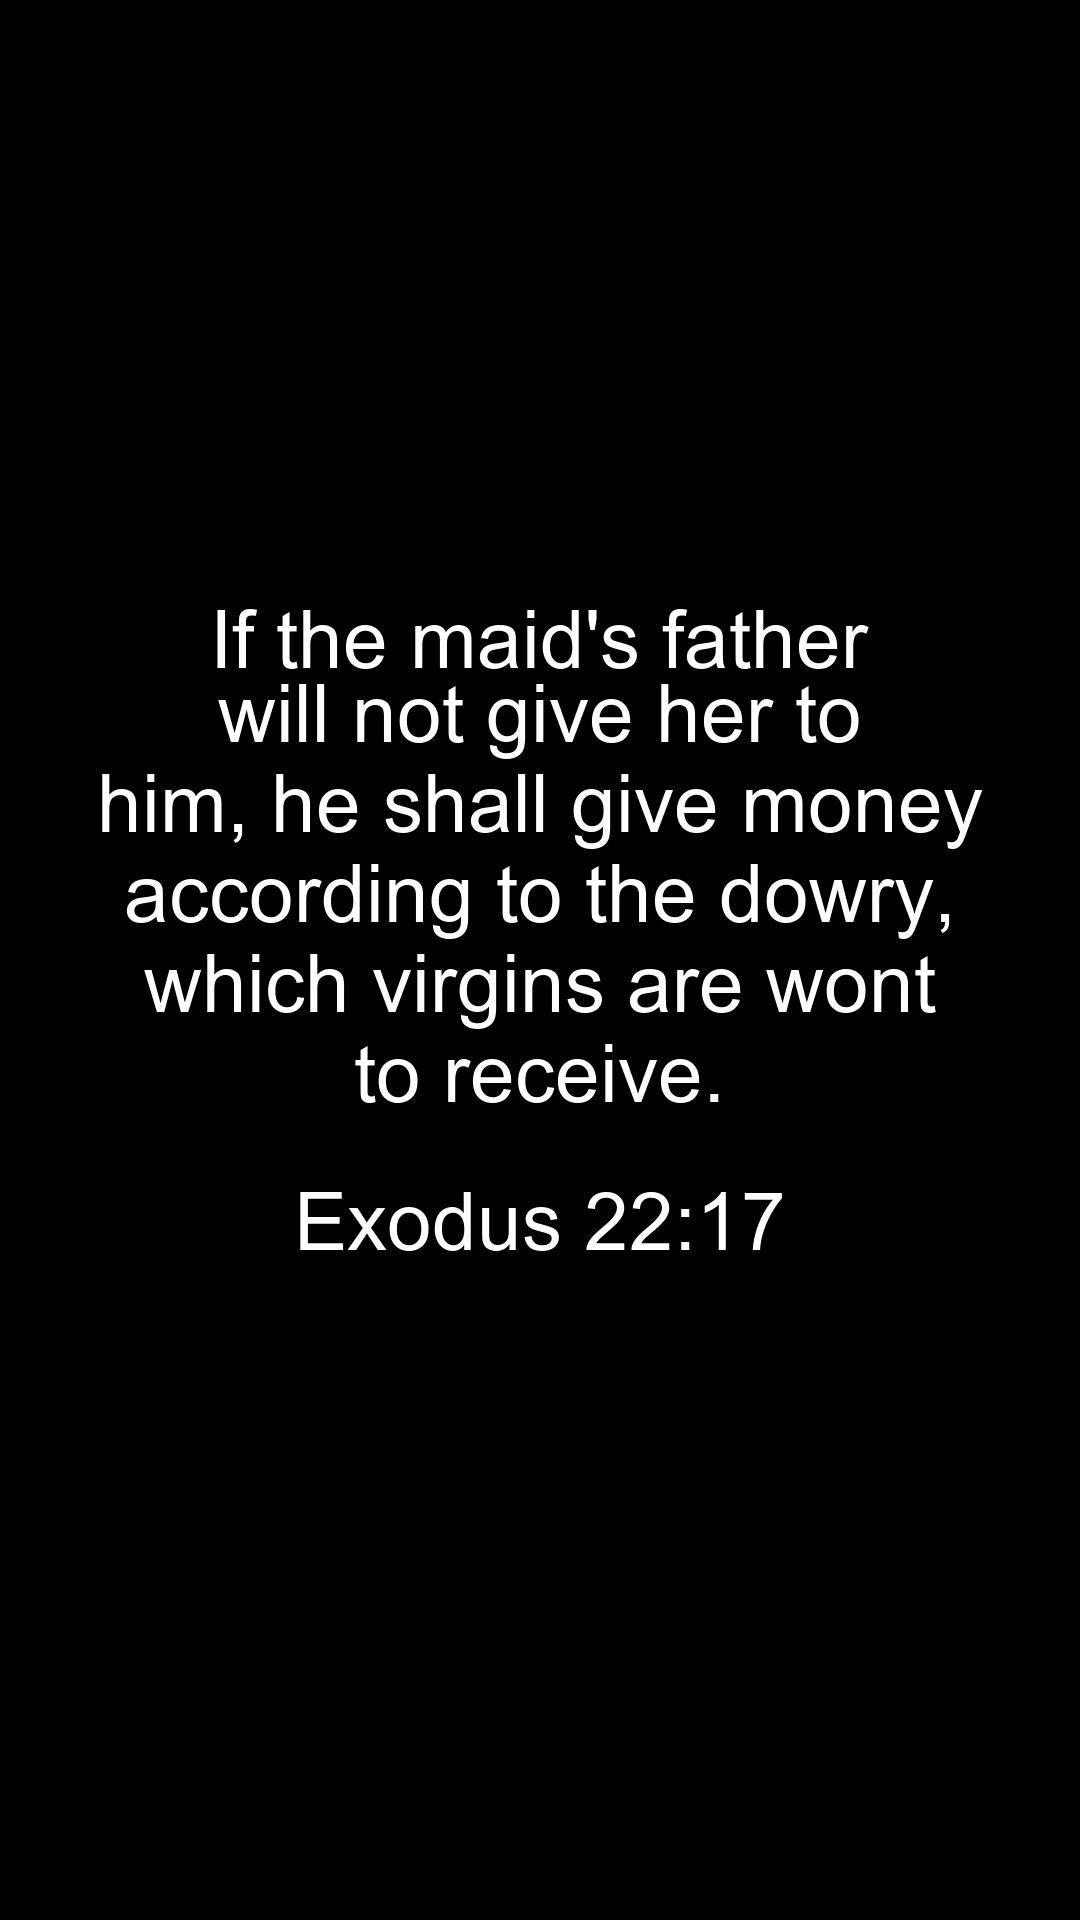 If the maid's father
will not give her to
him, he shall give money
according to the dowry,
which virgins are wont
to receive.
Exodus 22:17